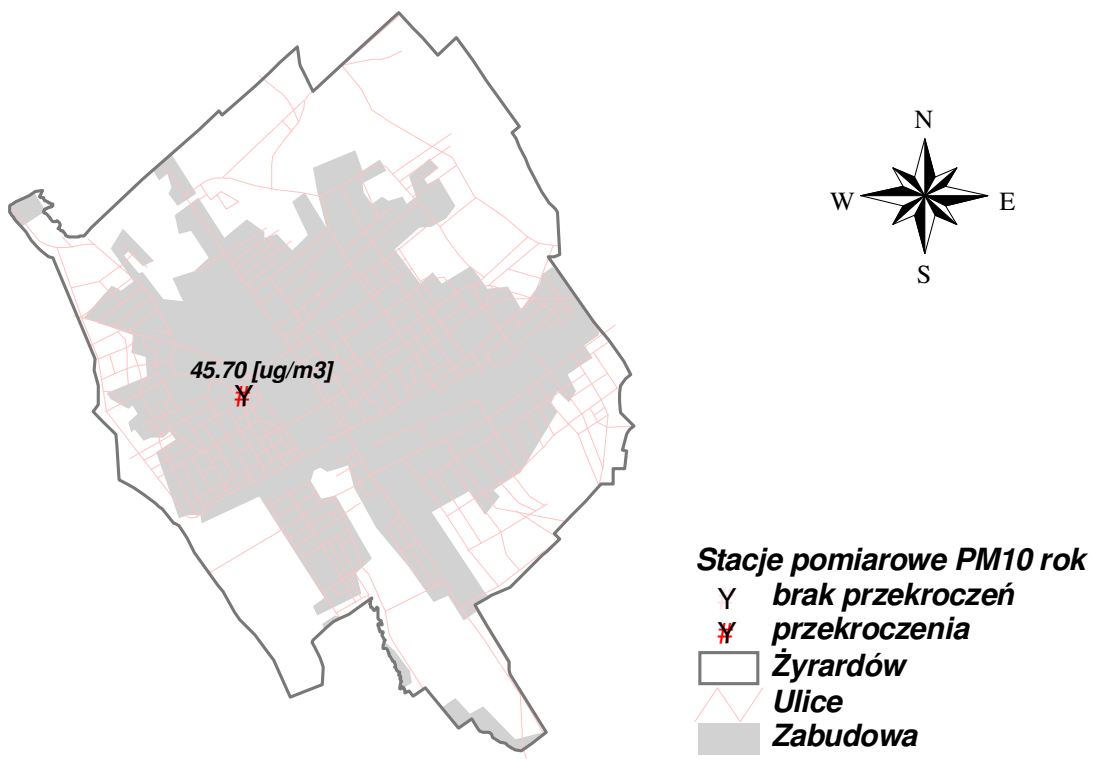 N
W E
S
45.70 [ug/m3]
Stacje pomiarowe PM10 rok
brak przekroczeń
przekroczenia
Żyrardów
Ulice
Zabudowa